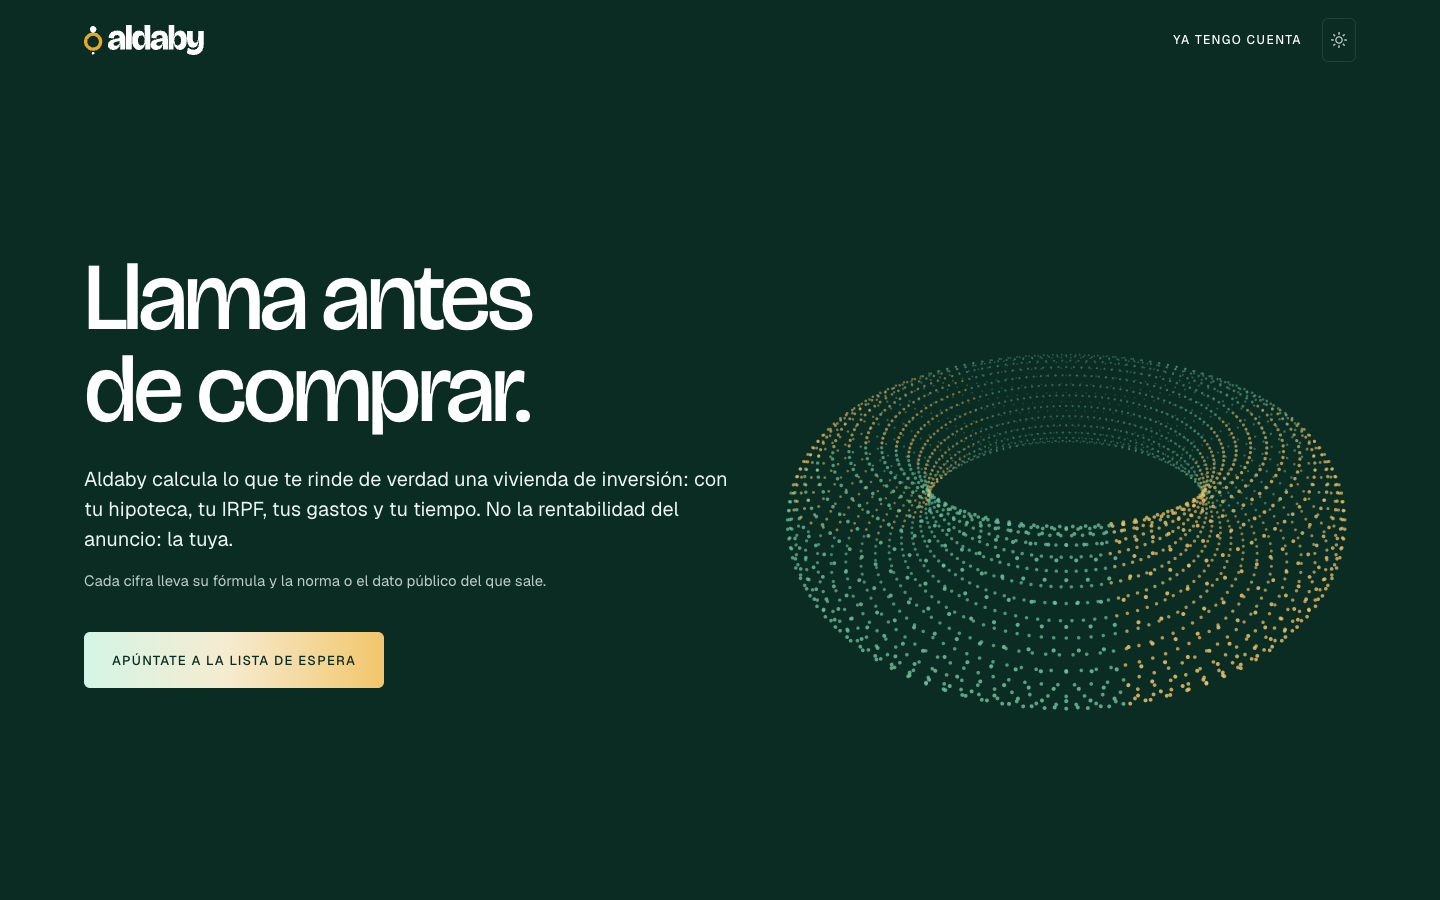 aldaby
YA TENGO CUENTA
Llama antes
de comprar.
Aldaby calcula lo que te rinde de verdad una vivienda de inversión: con
tu hipoteca, tu IRPF, tus gastos y tu tiempo. No la rentabilidad del
anuncio: la tuya.
Cada cifra lleva su fórmula y la norma o el dato público del que sale.
APÚNTATE A LA LISTA DE ESPERA